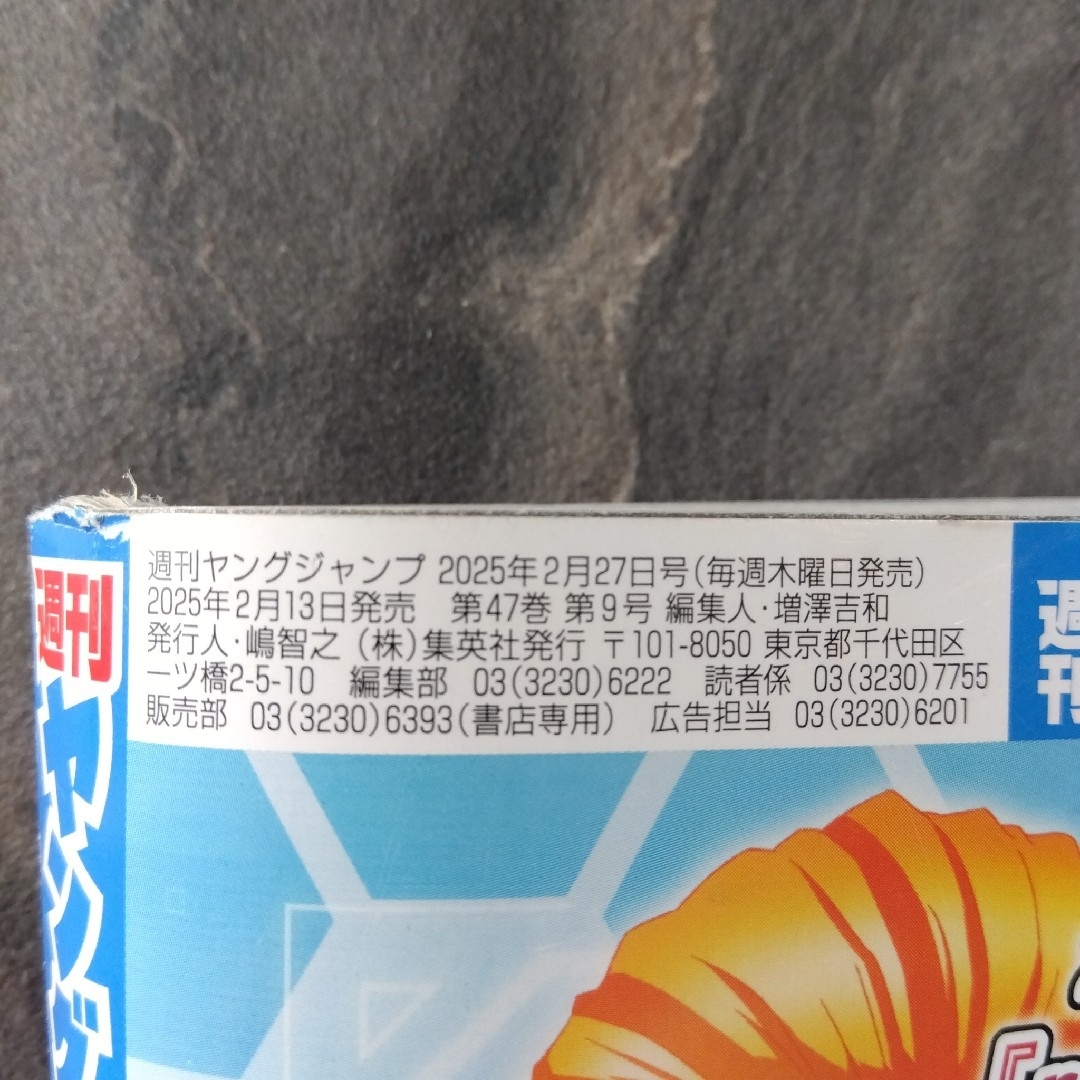 週刊ヤングジャンプ 2025年2月27日号(毎週木曜日発売)
2025年2月13日発売 第47巻 第9号 編集人・増澤吉和
発行人・嶋智之 (株)集英社発行 〒101-8050 東京都千代田区
一ツ橋2-5-10 編集部 03(3230)6222 読者係 03(3230)7755
販売部 03(3230)6393(書店専用) 広告担当 03(3230)6201
週刊
週刊
ヤング